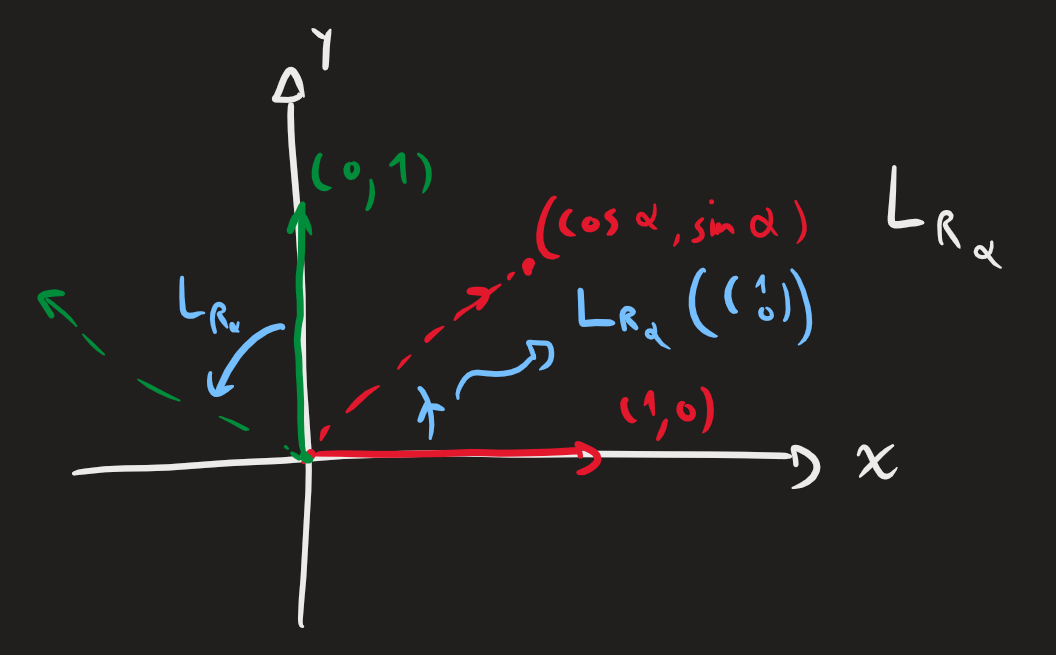 Y
(0,1)
(cos α, sin α)
L_{R_α}
L_{R_α}
L_{R_α}((1 0))
(1,0)
x